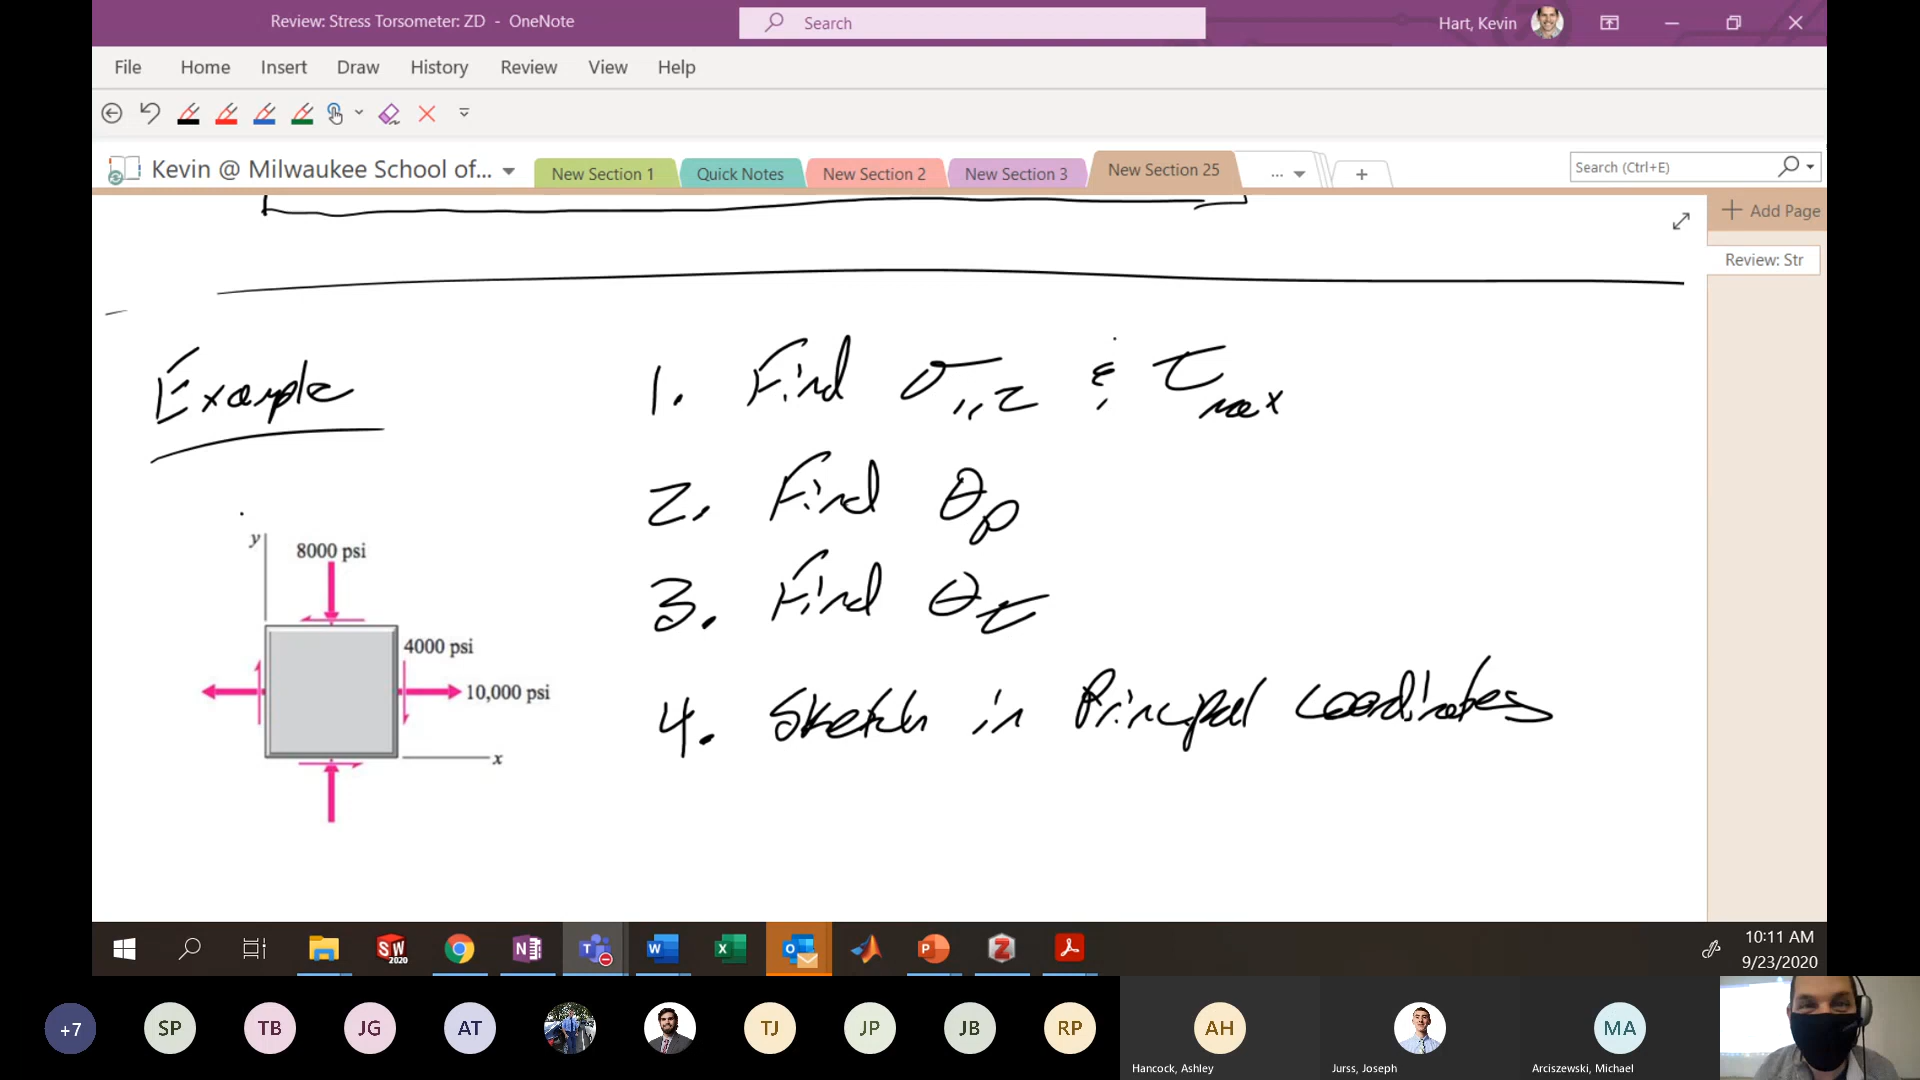 Review: Stress Torsometer: ZD - OneNote
Search
Hart, Kevin
File Home Insert Draw History Review View Help
Kevin @ Milwaukee School of...
New Section 1
Quick Notes
New Section 2
New Section 3
New Section 25
...
Search (Ctrl+E)
Add Page
Review: Str
Example
1. Find σ1,2 & τmax
2. Find θp
3. Find θτ
4. Sketch in Principal Coordinates
y
8000 psi
4000 psi
10,000 psi
x
SW
2020
10:11 AM
9/23/2020
+7
SP
TB
JG
AT
TJ
JP
JB
RP
AH
MA
Hancock, Ashley
Jurss, Joseph
Arciszewski, Michael